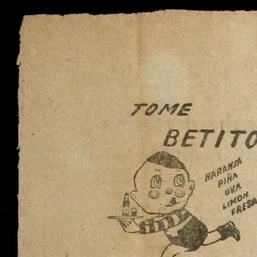 TOME
BETITO
NARANJA
PIÑA
UVA
LIMON
FRESA